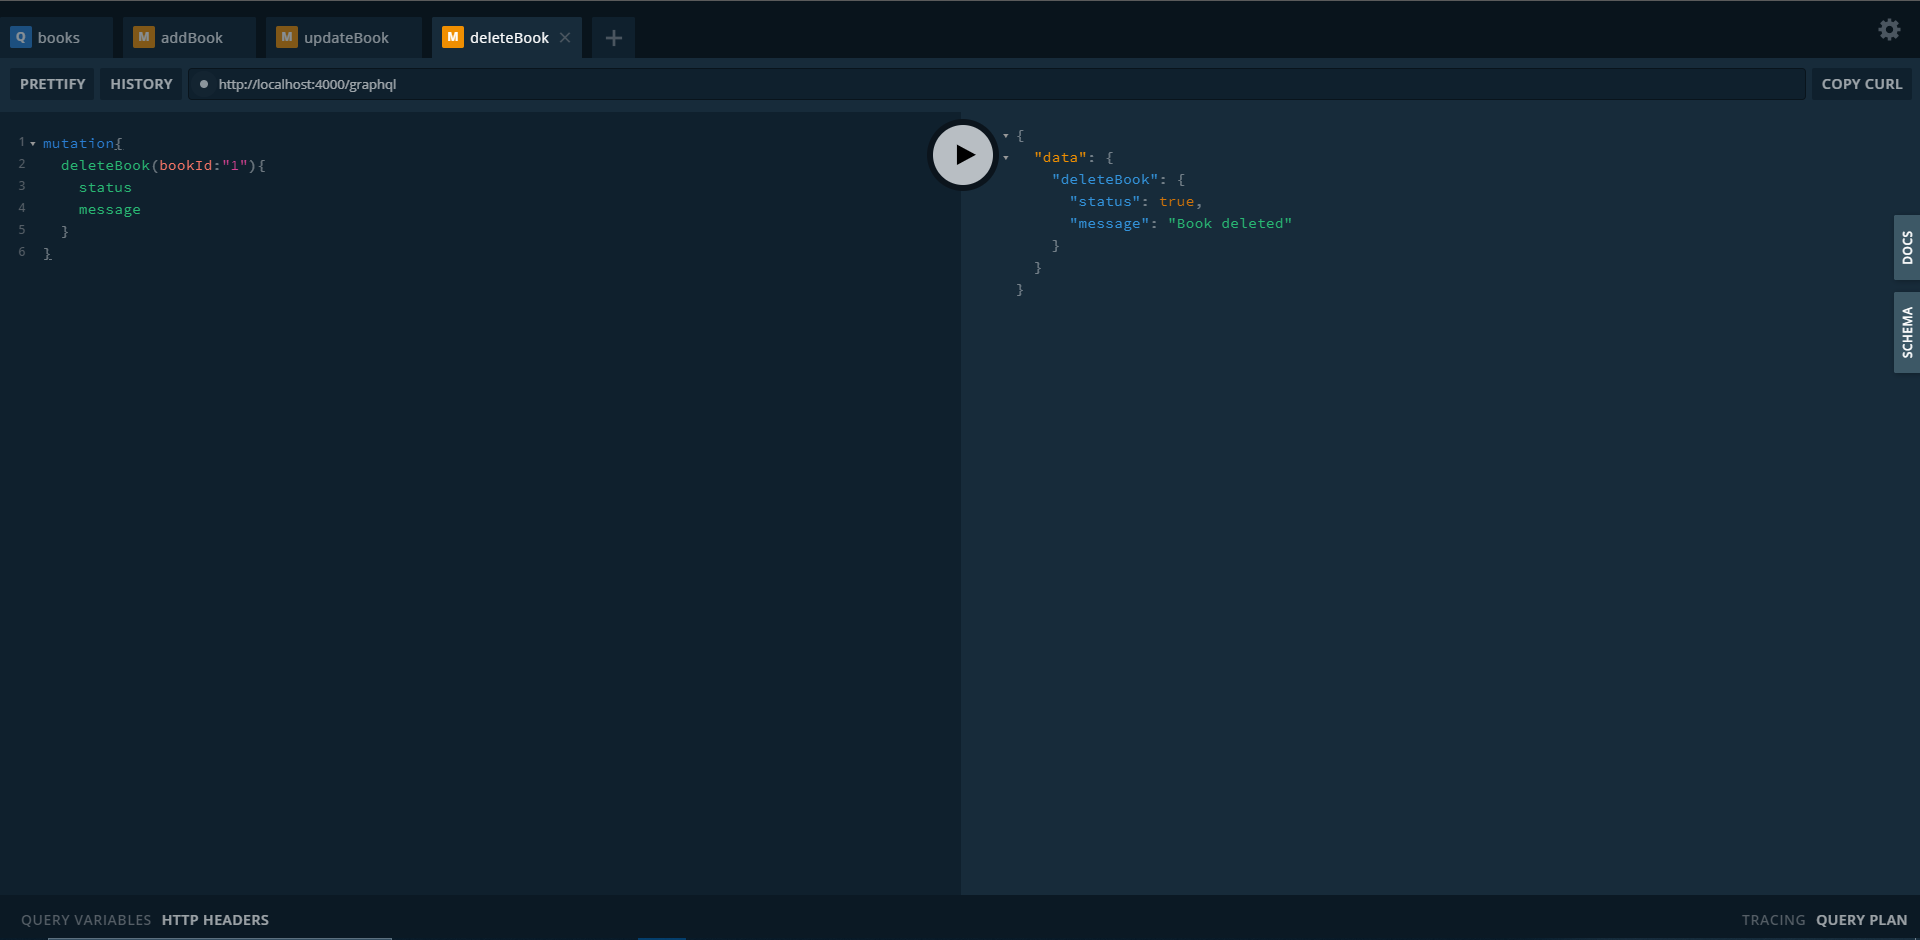 Q books M addBook M updateBook M deleteBook
PRETTIFY HISTORY http://localhost:4000/graphql COPY CURL
1 mutation{
2 deleteBook(bookId:"1"){
3 status
4 message
5 }
6 }
{
"data": {
"deleteBook": {
"status": true,
"message": "Book deleted"
}
}
}
DOCS
SCHEMA
QUERY VARIABLES HTTP HEADERS TRACING QUERY PLAN